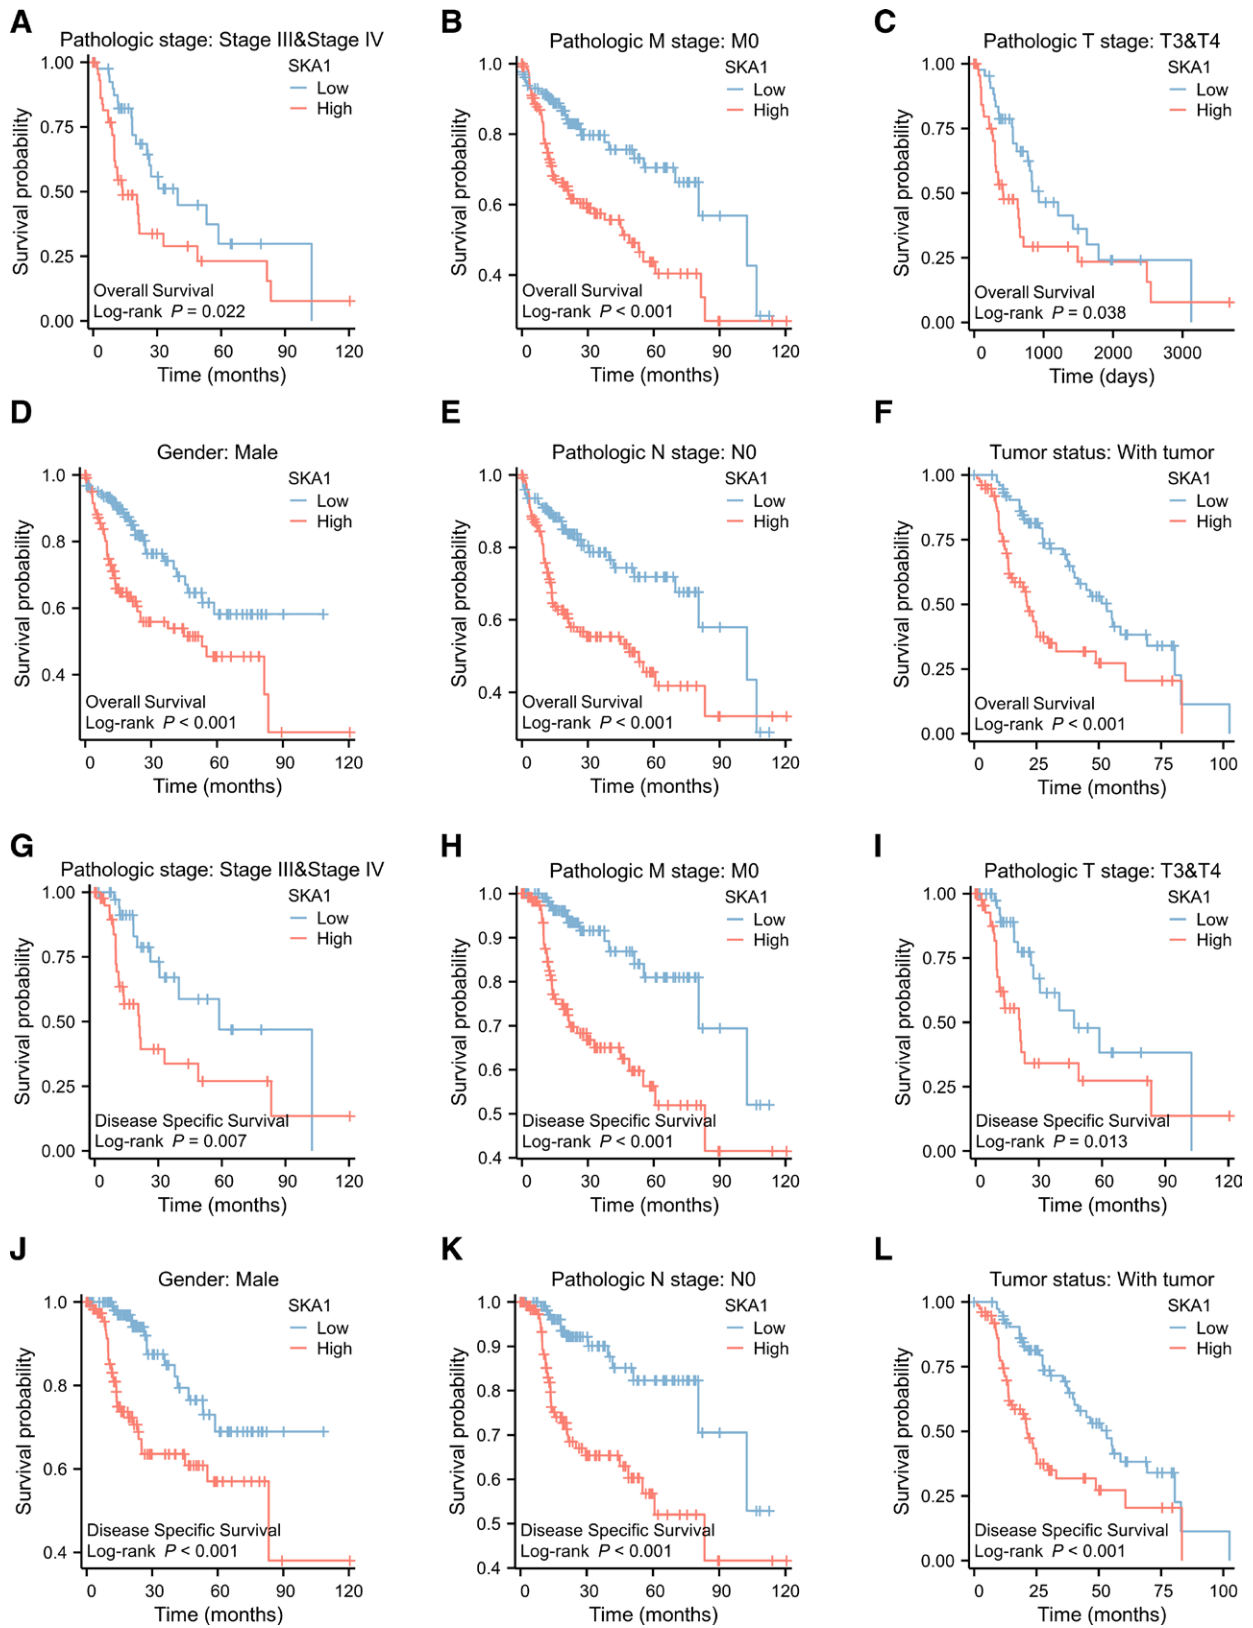 A
Pathologic stage: Stage III&Stage IV
SKA1
Low
High
Survival probability
1.00
0.75
0.50
0.25
0.00
Overall Survival
Log-rank P = 0.022
0 30 60 90 120
Time (months)
B
Pathologic M stage: M0
SKA1
Low
High
Survival probability
1.0
0.8
0.6
0.4
Overall Survival
Log-rank P < 0.001
0 30 60 90 120
Time (months)
C
Pathologic T stage: T3&T4
SKA1
Low
High
Survival probability
1.00
0.75
0.50
0.25
0.00
Overall Survival
Log-rank P = 0.038
0 1000 2000 3000
Time (days)
D
Gender: Male
SKA1
Low
High
Survival probability
1.0
0.8
0.6
0.4
Overall Survival
Log-rank P < 0.001
0 30 60 90 120
Time (months)
E
Pathologic N stage: N0
SKA1
Low
High
Survival probability
1.0
0.8
0.6
0.4
Overall Survival
Log-rank P < 0.001
0 30 60 90 120
Time (months)
F
Tumor status: With tumor
SKA1
Low
High
Survival probability
1.00
0.75
0.50
0.25
0.00
Overall Survival
Log-rank P < 0.001
0 25 50 75 100
Time (months)
G
Pathologic stage: Stage III&Stage IV
SKA1
Low
High
Survival probability
1.00
0.75
0.50
0.25
0.00
Disease Specific Survival
Log-rank P = 0.007
0 30 60 90 120
Time (months)
H
Pathologic M stage: M0
SKA1
Low
High
Survival probability
1.0
0.9
0.8
0.7
0.6
0.5
0.4
Disease Specific Survival
Log-rank P < 0.001
0 30 60 90 120
Time (months)
I
Pathologic T stage: T3&T4
SKA1
Low
High
Survival probability
1.00
0.75
0.50
0.25
0.00
Disease Specific Survival
Log-rank P = 0.013
0 30 60 90 120
Time (months)
J
Gender: Male
SKA1
Low
High
Survival probability
1.0
0.8
0.6
0.4
Disease Specific Survival
Log-rank P < 0.001
0 30 60 90 120
Time (months)
K
Pathologic N stage: N0
SKA1
Low
High
Survival probability
1.0
0.9
0.8
0.7
0.6
0.5
0.4
Disease Specific Survival
Log-rank P < 0.001
0 30 60 90 120
Time (months)
L
Tumor status: With tumor
SKA1
Low
High
Survival probability
1.00
0.75
0.50
0.25
0.00
Disease Specific Survival
Log-rank P < 0.001
0 25 50 75 100
Time (months)